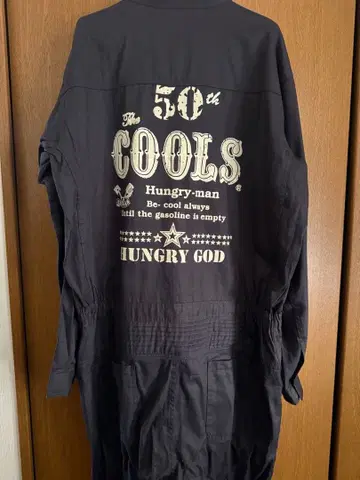 50th
The
COOLS®
Hungry-man
Be- cool always
Until the gasoline is empty
HUNGRY GOD